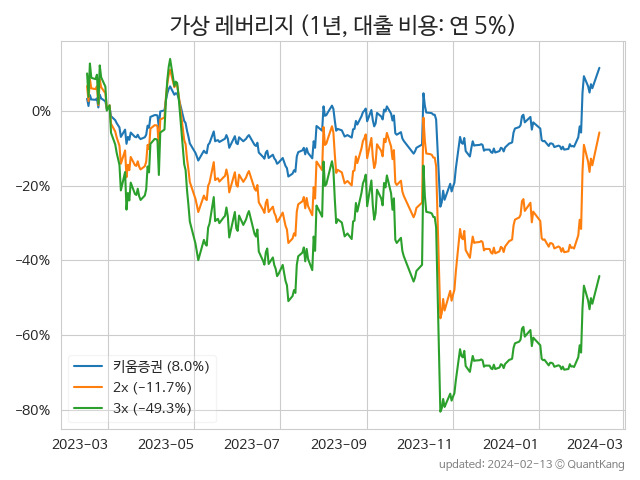 가상 레버리지 (1년, 대출 비용: 연 5%)
0%
−20%
−40%
−60%
−80%
키움증권 (8.0%)
2x (−11.7%)
3x (−49.3%)
2023-03 2023-05 2023-07 2023-09 2023-11 2024-01 2024-03
updated: 2024-02-13 © QuantKang